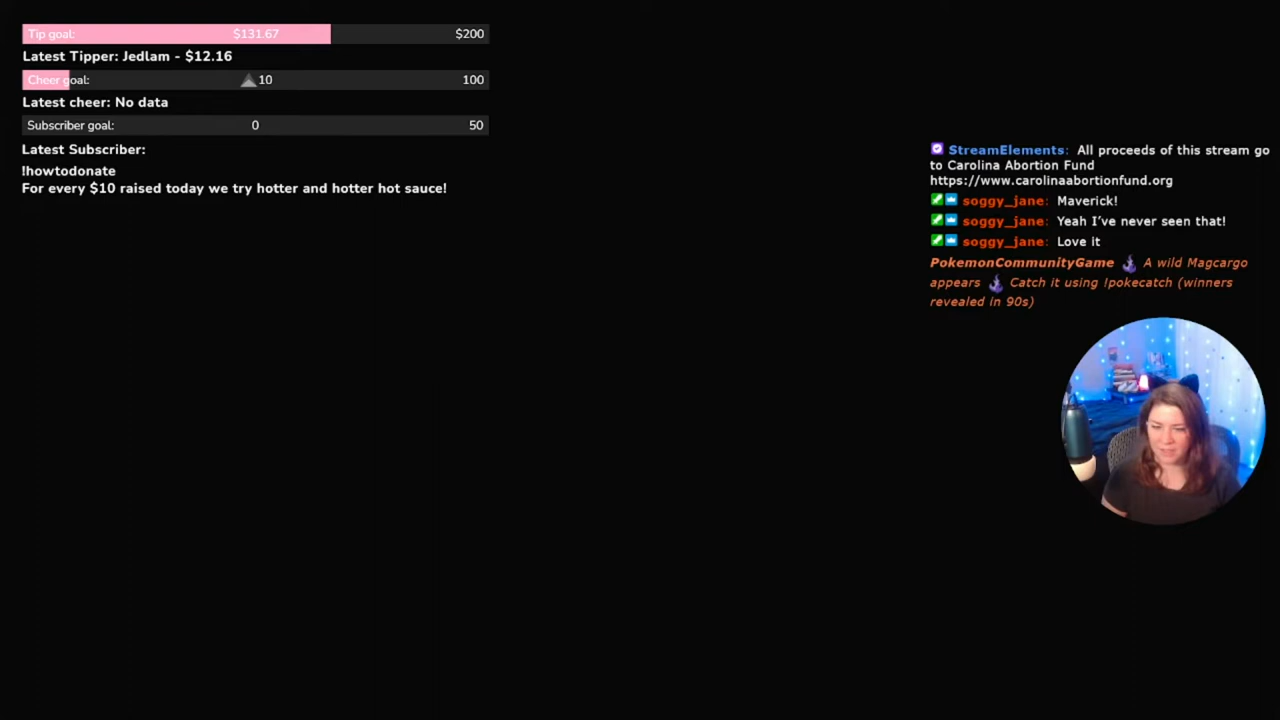 Tip goal: $131.67 $200
Latest Tipper: Jedlam - $12.16
Cheer goal: 10 100
Latest cheer: No data
Subscriber goal: 0 50
Latest Subscriber:
!howtodonate
For every $10 raised today we try hotter and hotter hot sauce!
StreamElements: All proceeds of this stream go
to Carolina Abortion Fund
https://www.carolinaabortionfund.org
soggy_jane: Maverick!
soggy_jane: Yeah I’ve never seen that!
soggy_jane: Love it
PokemonCommunityGame A wild Magcargo
appears Catch it using !pokecatch (winners
revealed in 90s)